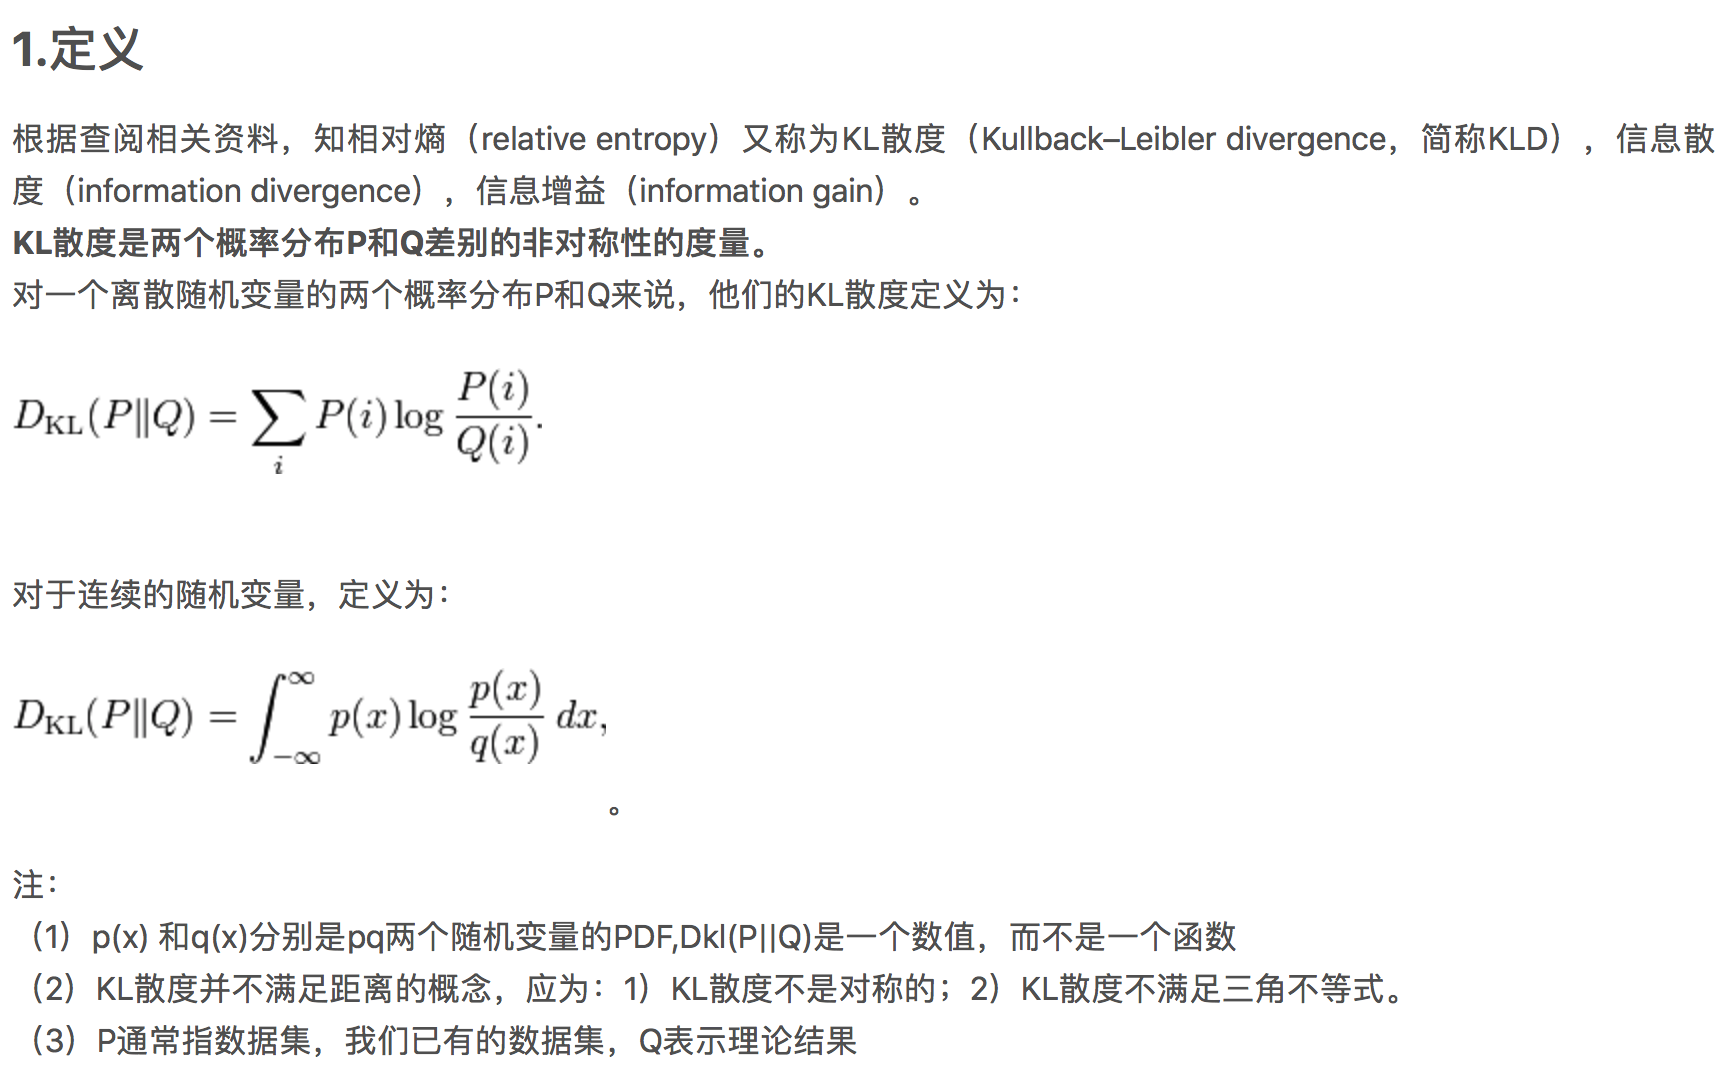 1.定义
根据查阅相关资料，知相对熵（relative entropy）又称为KL散度（Kullback–Leibler divergence，简称KLD），信息散
度（information divergence），信息增益（information gain）。
KL散度是两个概率分布P和Q差别的非对称性的度量。
对一个离散随机变量的两个概率分布P和Q来说，他们的KL散度定义为：
D_{KL}(P‖Q) = \sum_i P(i) log \frac{P(i)}{Q(i)}.
对于连续的随机变量，定义为：
D_{KL}(P‖Q) = \int_{-∞}^{∞} p(x) log \frac{p(x)}{q(x)} dx,
。
注：
（1）p(x) 和q(x)分别是pq两个随机变量的PDF,Dkl(P||Q)是一个数值，而不是一个函数
（2）KL散度并不满足距离的概念，应为：1）KL散度不是对称的；2）KL散度不满足三角不等式。
（3）P通常指数据集，我们已有的数据集，Q表示理论结果